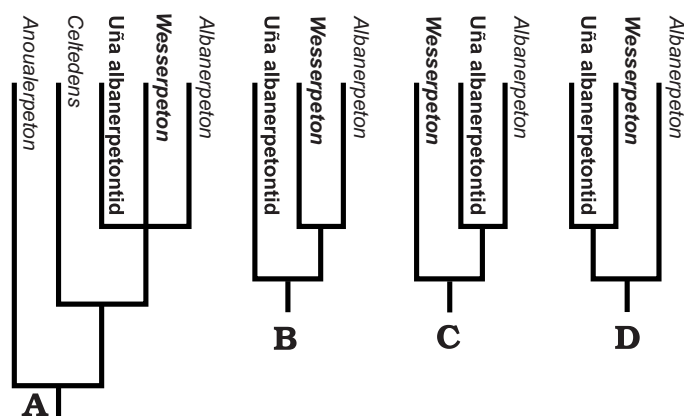 Anoualerpeton
Celtedens
Uña albanerpetontid
Wesserpeton
Albanerpeton
Uña albanerpetontid
Wesserpeton
Albanerpeton
Wesserpeton
Uña albanerpetontid
Albanerpeton
Uña albanerpetontid
Wesserpeton
Albanerpeton
A
B
C
D